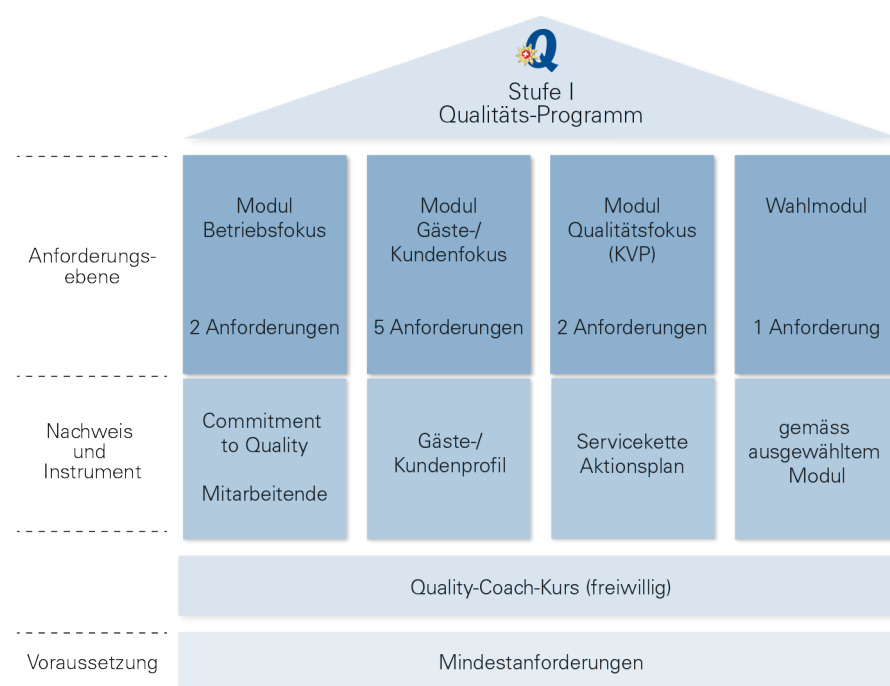 Q
Stufe I
Qualitäts-Programm
Anforderungs-
ebene
Modul
Betriebsfokus
2 Anforderungen
Modul
Gäste-/
Kundenfokus
5 Anforderungen
Modul
Qualitätsfokus
(KVP)
2 Anforderungen
Wahlmodul
1 Anforderung
Nachweis
und
Instrument
Commitment
to Quality
Mitarbeitende
Gäste-/
Kundenprofil
Servicekette
Aktionsplan
gemäss
ausgewähltem
Modul
Quality-Coach-Kurs (freiwillig)
Voraussetzung
Mindestanforderungen